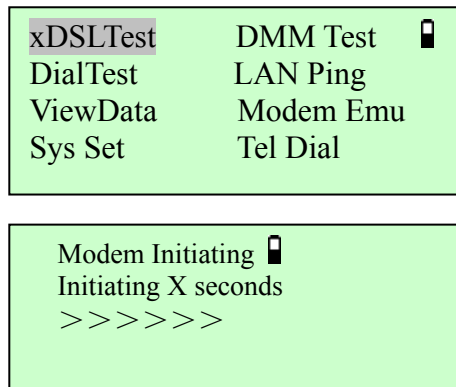 xDSLTest DMM Test
DialTest LAN Ping
ViewData Modem Emu
Sys Set Tel Dial
Modem Initiating
Initiating X seconds
>>>>>>